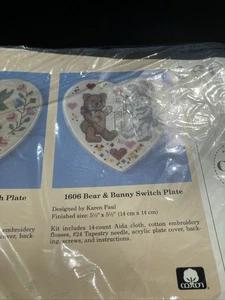 h Plate
1606 Bear & Bunny Switch Plate
Designed by Karen Paul
Finished size: 5½" x 5½" (14 cm x 14 cm)
embroidery
over, back-
Kit includes 14-count Aida cloth, cotton embroidery
flosses, #24 Tapestry needle, acrylic plate cover, back-
ing, screws, and instructions.
cotton